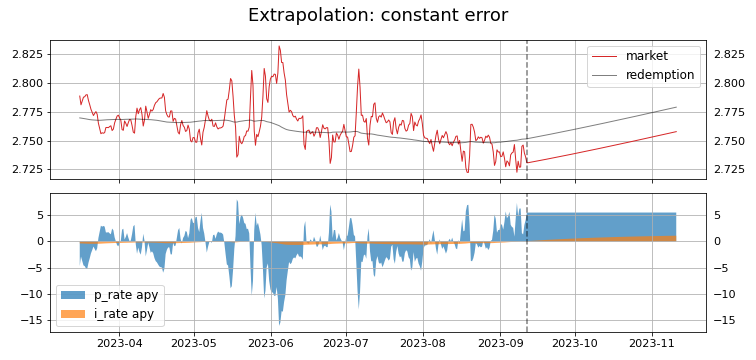 Extrapolation: constant error
2.825 2.825
2.800 2.800
2.775 2.775
2.750 2.750
2.725 2.725
market
redemption
5 5
0 0
−5 −5
−10 −10
−15 −15
p_rate apy
i_rate apy
2023-04 2023-05 2023-06 2023-07 2023-08 2023-09 2023-10 2023-11